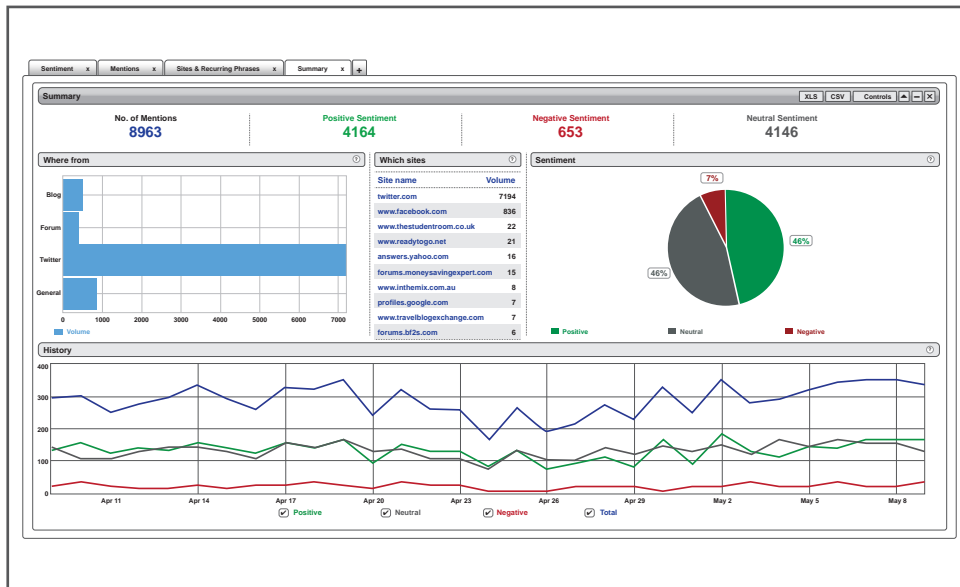 Sentiment x Mentions x Sites & Recurring Phrases x Summary x +
Summary XLS CSV Controls
No. of Mentions Positive Sentiment Negative Sentiment Neutral Sentiment
8963 4164 653 4146
Where from ?
Blog
Forum
Twitter
General
0 1000 2000 3000 4000 5000 6000 7000
Volume
Which sites ?
Site name Volume
twitter.com 7194
www.facebook.com 836
www.thestudentroom.co.uk 22
www.readytogo.net 21
answers.yahoo.com 16
forums.moneysavingexpert.com 15
www.inthemix.com.au 8
profiles.google.com 7
www.travelblogexchange.com 7
forums.bf2s.com 6
Sentiment ?
7%
46%
46%
Positive Neutral Negative
History ?
400
300
200
100
0
Apr 11 Apr 14 Apr 17 Apr 20 Apr 23 Apr 26 Apr 29 May 2 May 5 May 8
Positive Neutral Negative Total